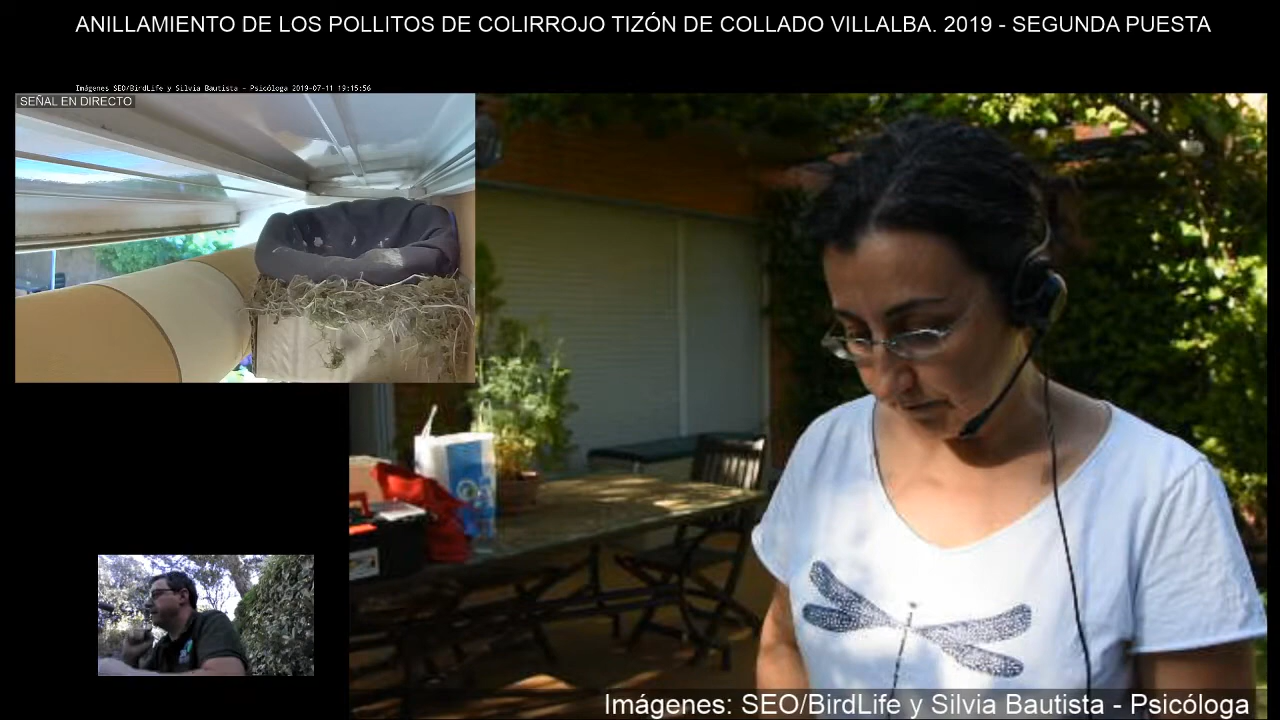 ANILLAMIENTO DE LOS POLLITOS DE COLIRROJO TIZÓN DE COLLADO VILLALBA. 2019 - SEGUNDA PUESTA
Imágenes SEO/BirdLife y Silvia Bautista - Psicóloga 2019-07-11 19:15:56
SEÑAL EN DIRECTO
Imágenes: SEO/BirdLife y Silvia Bautista - Psicóloga